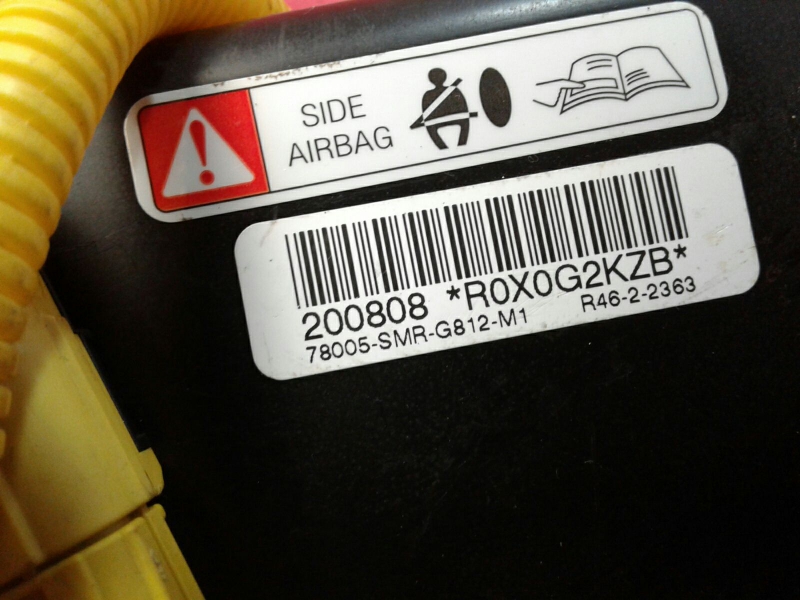 SIDE
AIRBAG
200808 *R0X0G2KZB*
78005-SMR-G812-M1 R46-2-2363